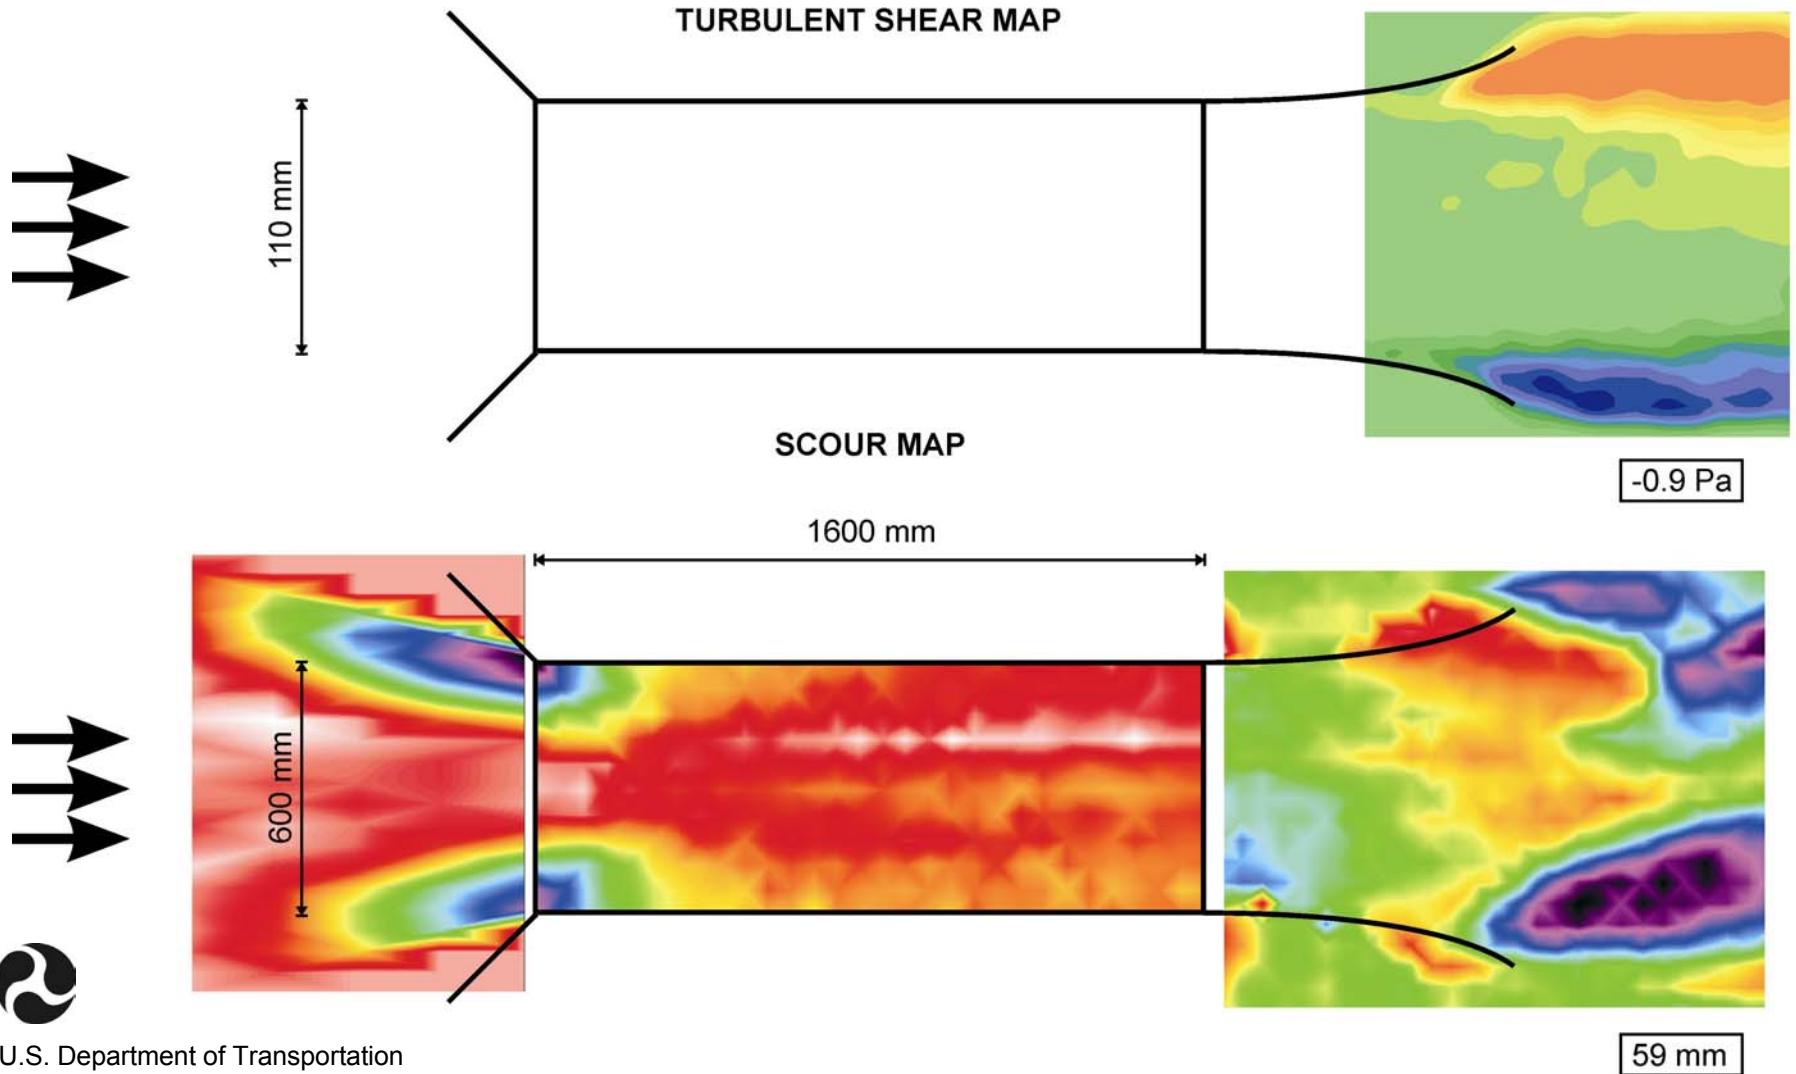 TURBULENT SHEAR MAP
110 mm
SCOUR MAP
-0.9 Pa
1600 mm
600 mm
U.S. Department of Transportation
59 mm